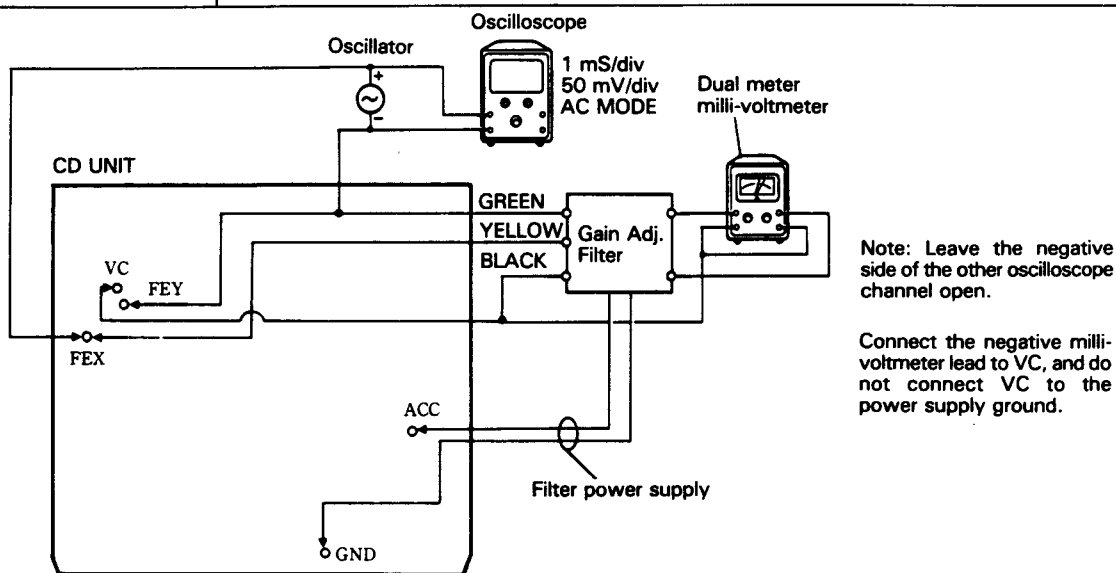 Oscilloscope
Oscillator
1 mS/div
50 mV/div
AC MODE
Dual meter
milli-voltmeter
+
~
−
CD UNIT
GREEN
YELLOW
BLACK
Gain Adj.
Filter
VC
FEY
FEX
ACC
GND
Filter power supply
Note: Leave the negative
side of the other oscilloscope
channel open.
Connect the negative milli-
voltmeter lead to VC, and do
not connect VC to the
power supply ground.